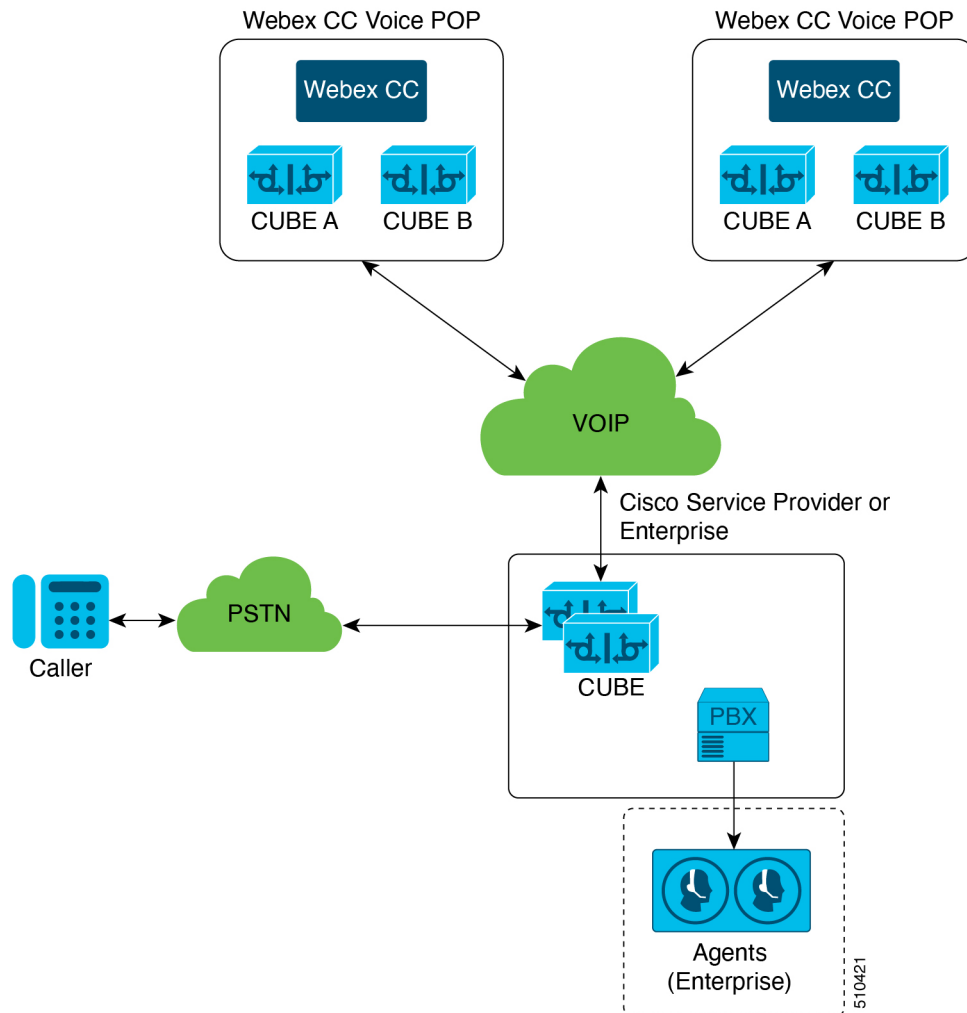 Webex CC Voice POP
Webex CC Voice POP
Webex CC
Webex CC
CUBE A
CUBE B
CUBE A
CUBE B
VOIP
Cisco Service Provider or
Enterprise
PSTN
Caller
CUBE
PBX
Agents
(Enterprise)
510421